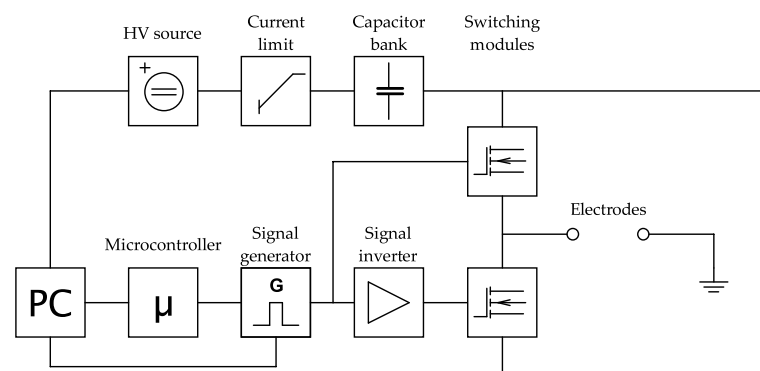 HV source
Current
limit
Capacitor
bank
Switching
modules
+
Electrodes
Microcontroller
Signal
generator
Signal
inverter
PC
μ
G